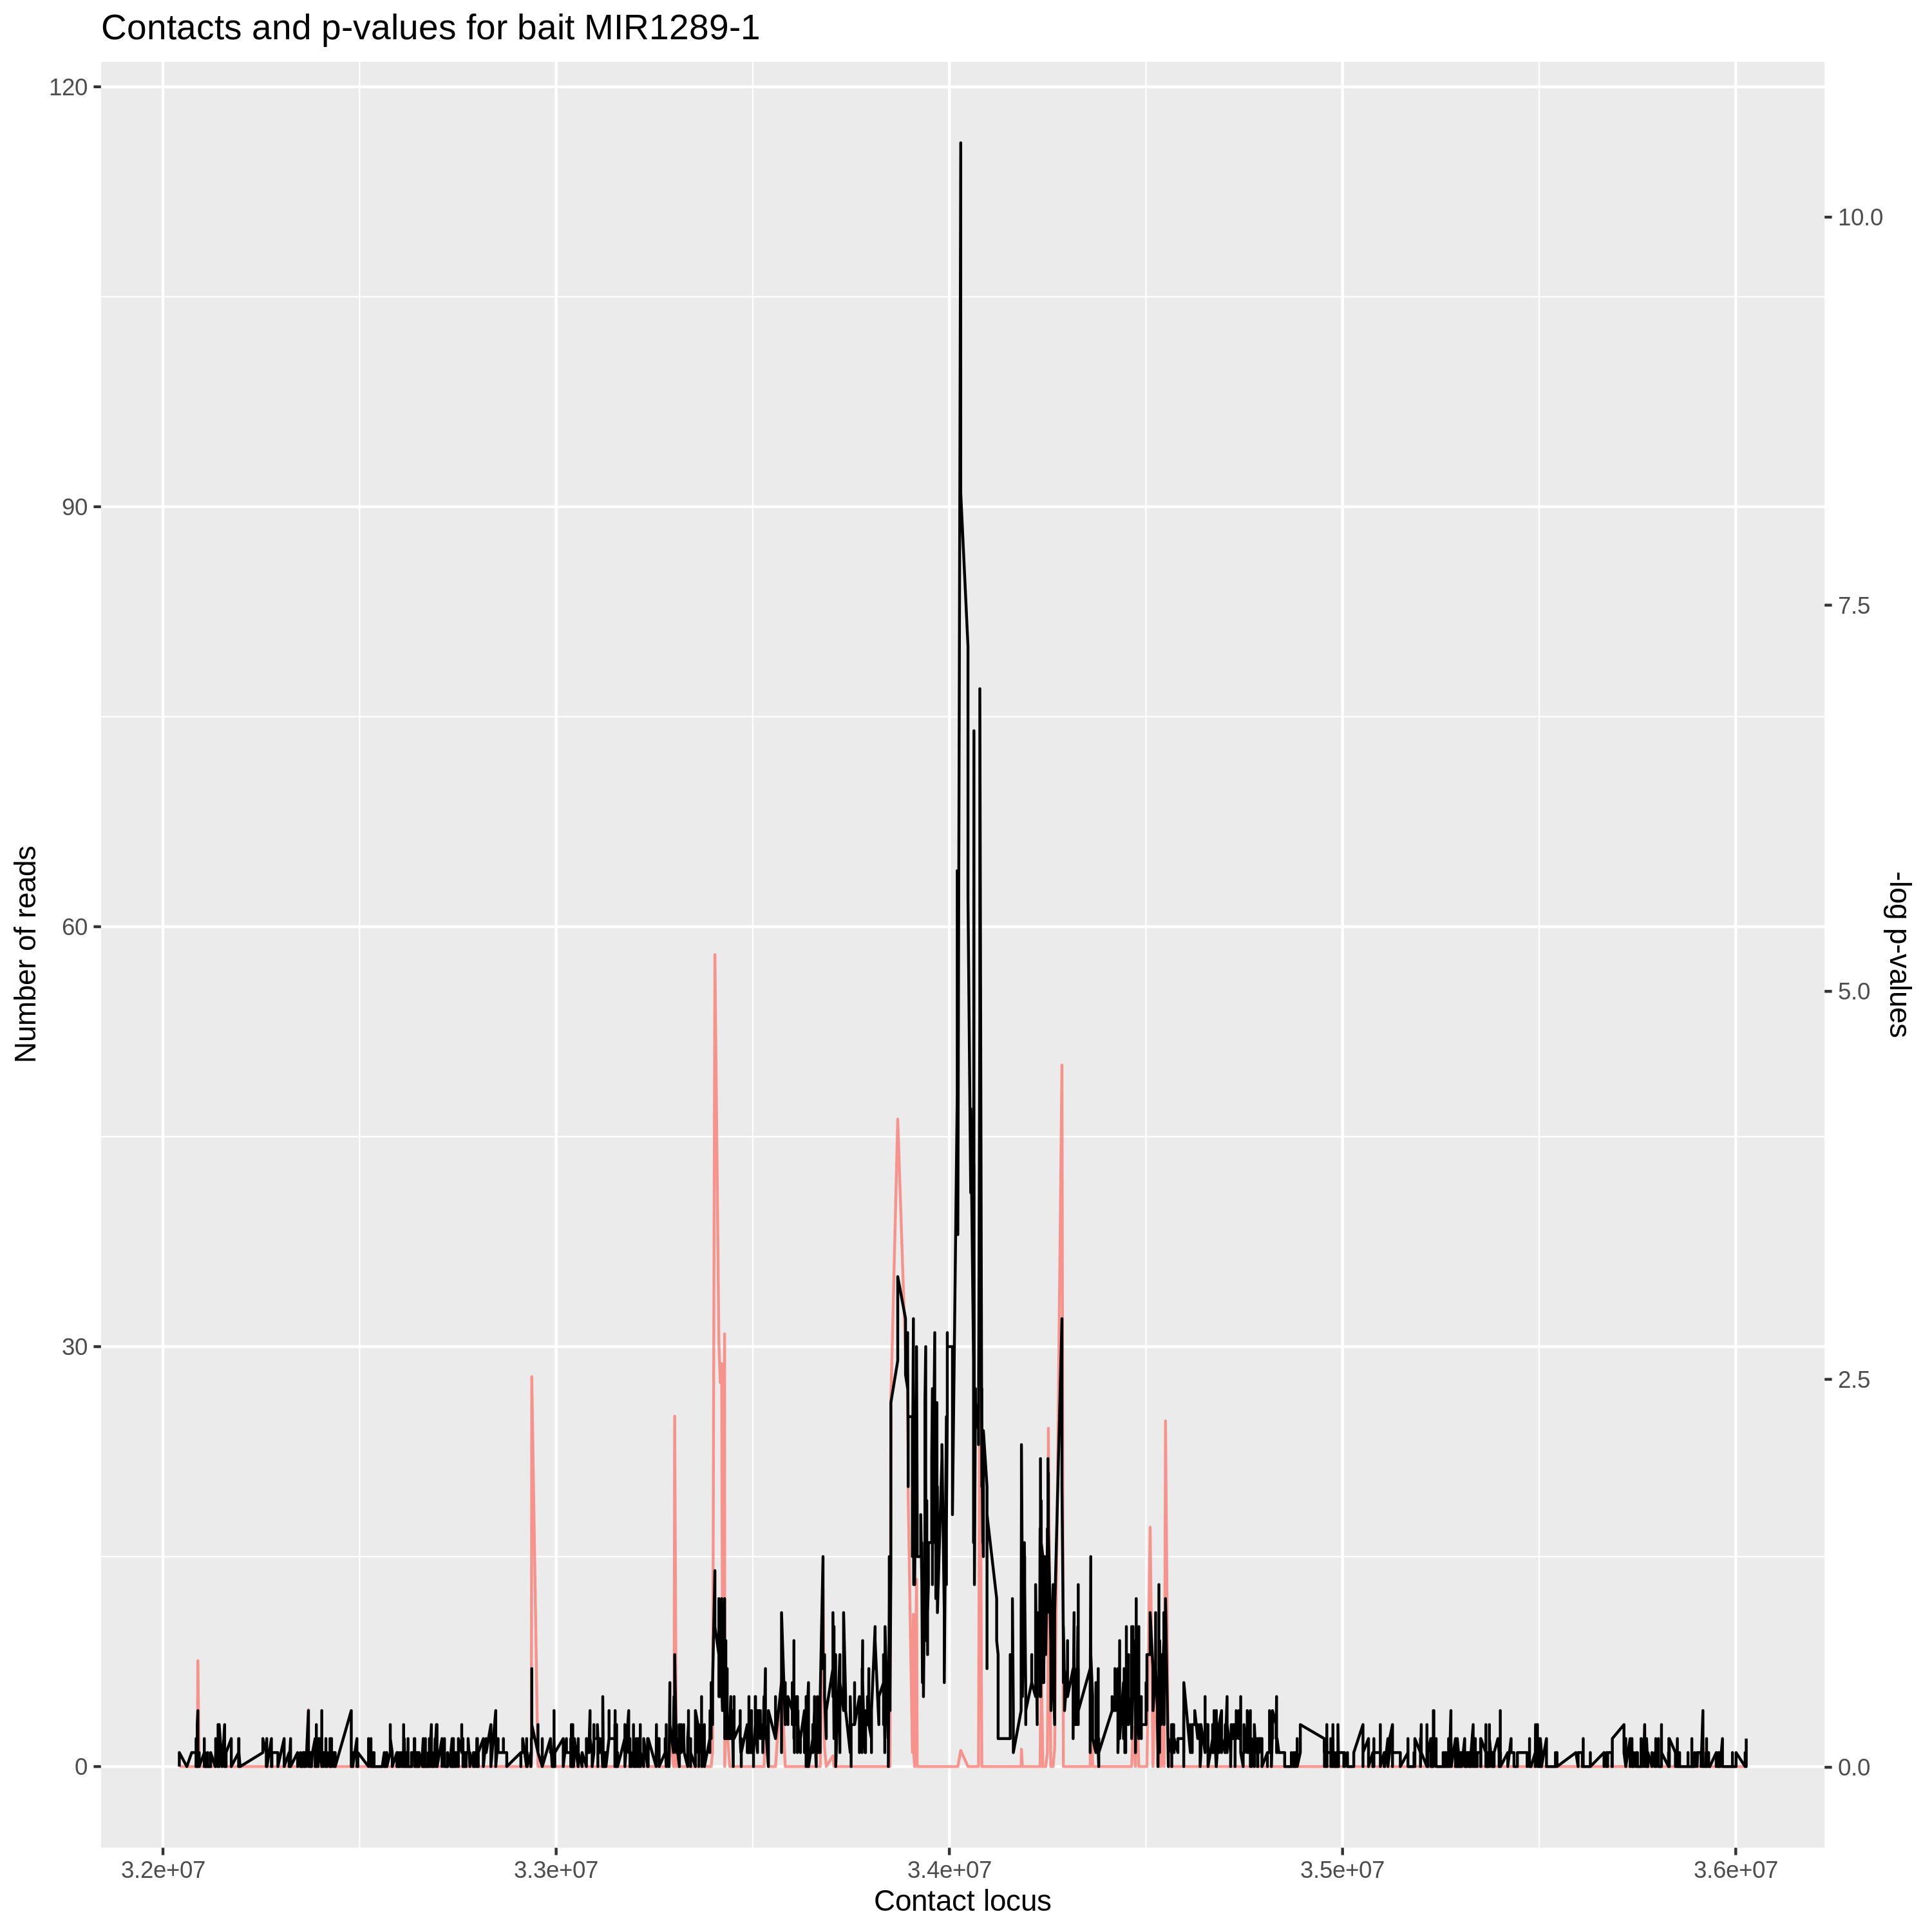 Contacts and p-values for bait MIR1289-1
120
90
60
30
0
Number of reads
10.0
7.5
5.0
2.5
0.0
-log p-values
3.2e+07
3.3e+07
3.4e+07
3.5e+07
3.6e+07
Contact locus